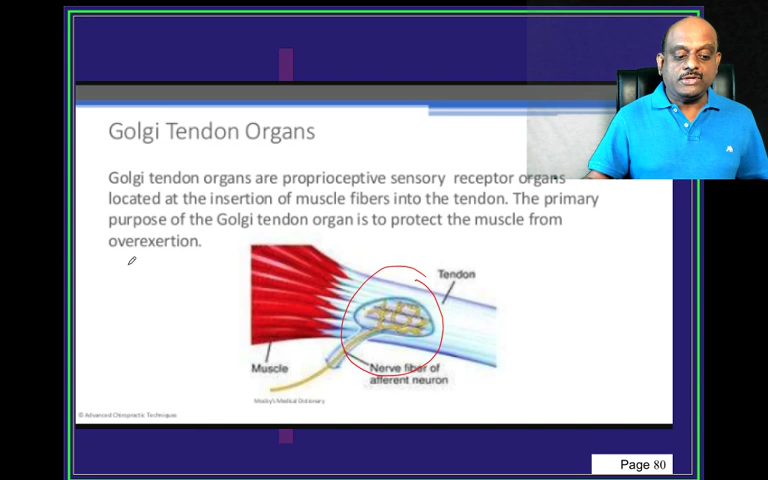 Golgi Tendon Organs
Golgi tendon organs are proprioceptive sensory receptor organs
located at the insertion of muscle fibers into the tendon. The primary
purpose of the Golgi tendon organ is to protect the muscle from
overexertion.
Tendon
Muscle
Nerve fiber of
afferent neuron
Mosby's Medical Dictionary
© Advanced Chiropractic Techniques
Page 80